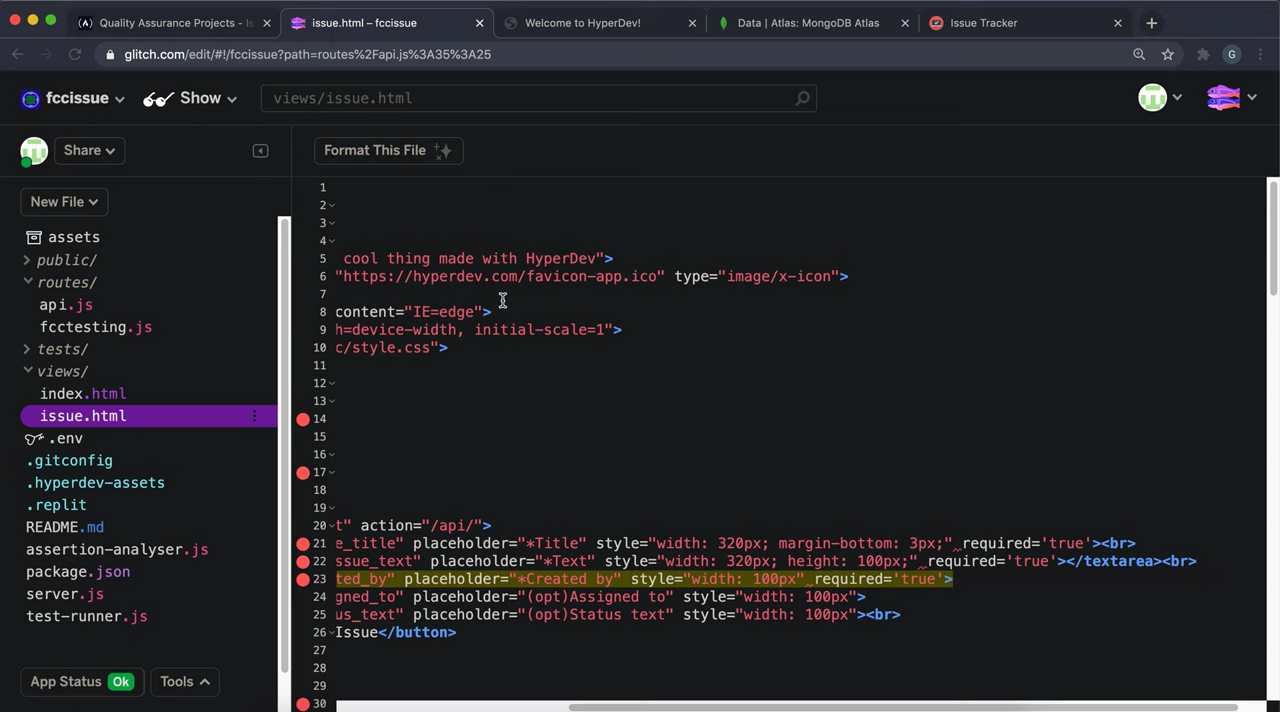 Quality Assurance Projects - Is
issue.html – fccissue
Welcome to HyperDev!
Data | Atlas: MongoDB Atlas
Issue Tracker
glitch.com/edit/#!/fccissue?path=routes%2Fapi.js%3A35%3A25
G
fccissue
Show
views/issue.html
Share
Format This File
New File
assets
public/
routes/
api.js
fcctesting.js
tests/
views/
index.html
issue.html
.env
.gitconfig
.hyperdev-assets
.replit
README.md
assertion-analyser.js
package.json
server.js
test-runner.js
App Status Ok
Tools
1
2
3
4
5 cool thing made with HyperDev">
6 "https://hyperdev.com/favicon-app.ico" type="image/x-icon">
7
8 content="IE=edge">
9 h=device-width, initial-scale=1">
10 c/style.css">
11
12
13
14
15
16
17
18
19
20 t" action="/api/">
21 e_title" placeholder="*Title" style="width: 320px; margin-bottom: 3px;" required='true'><br>
22 ssue_text" placeholder="*Text" style="width: 320px; height: 100px;" required='true'></textarea><br>
23 ted_by" placeholder="*Created by" style="width: 100px" required='true'>
24 gned_to" placeholder="(opt)Assigned to" style="width: 100px">
25 us_text" placeholder="(opt)Status text" style="width: 100px"><br>
26 Issue</button>
27
28
29
30